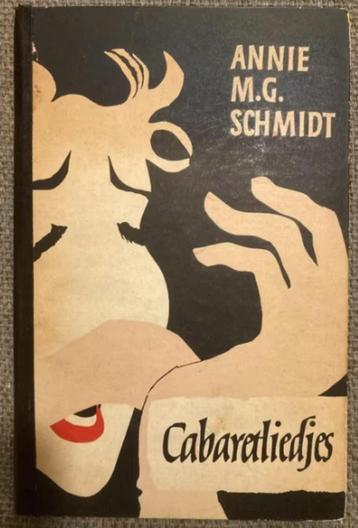 ANNIE
M.G.
SCHMIDT
Cabaretliedjes